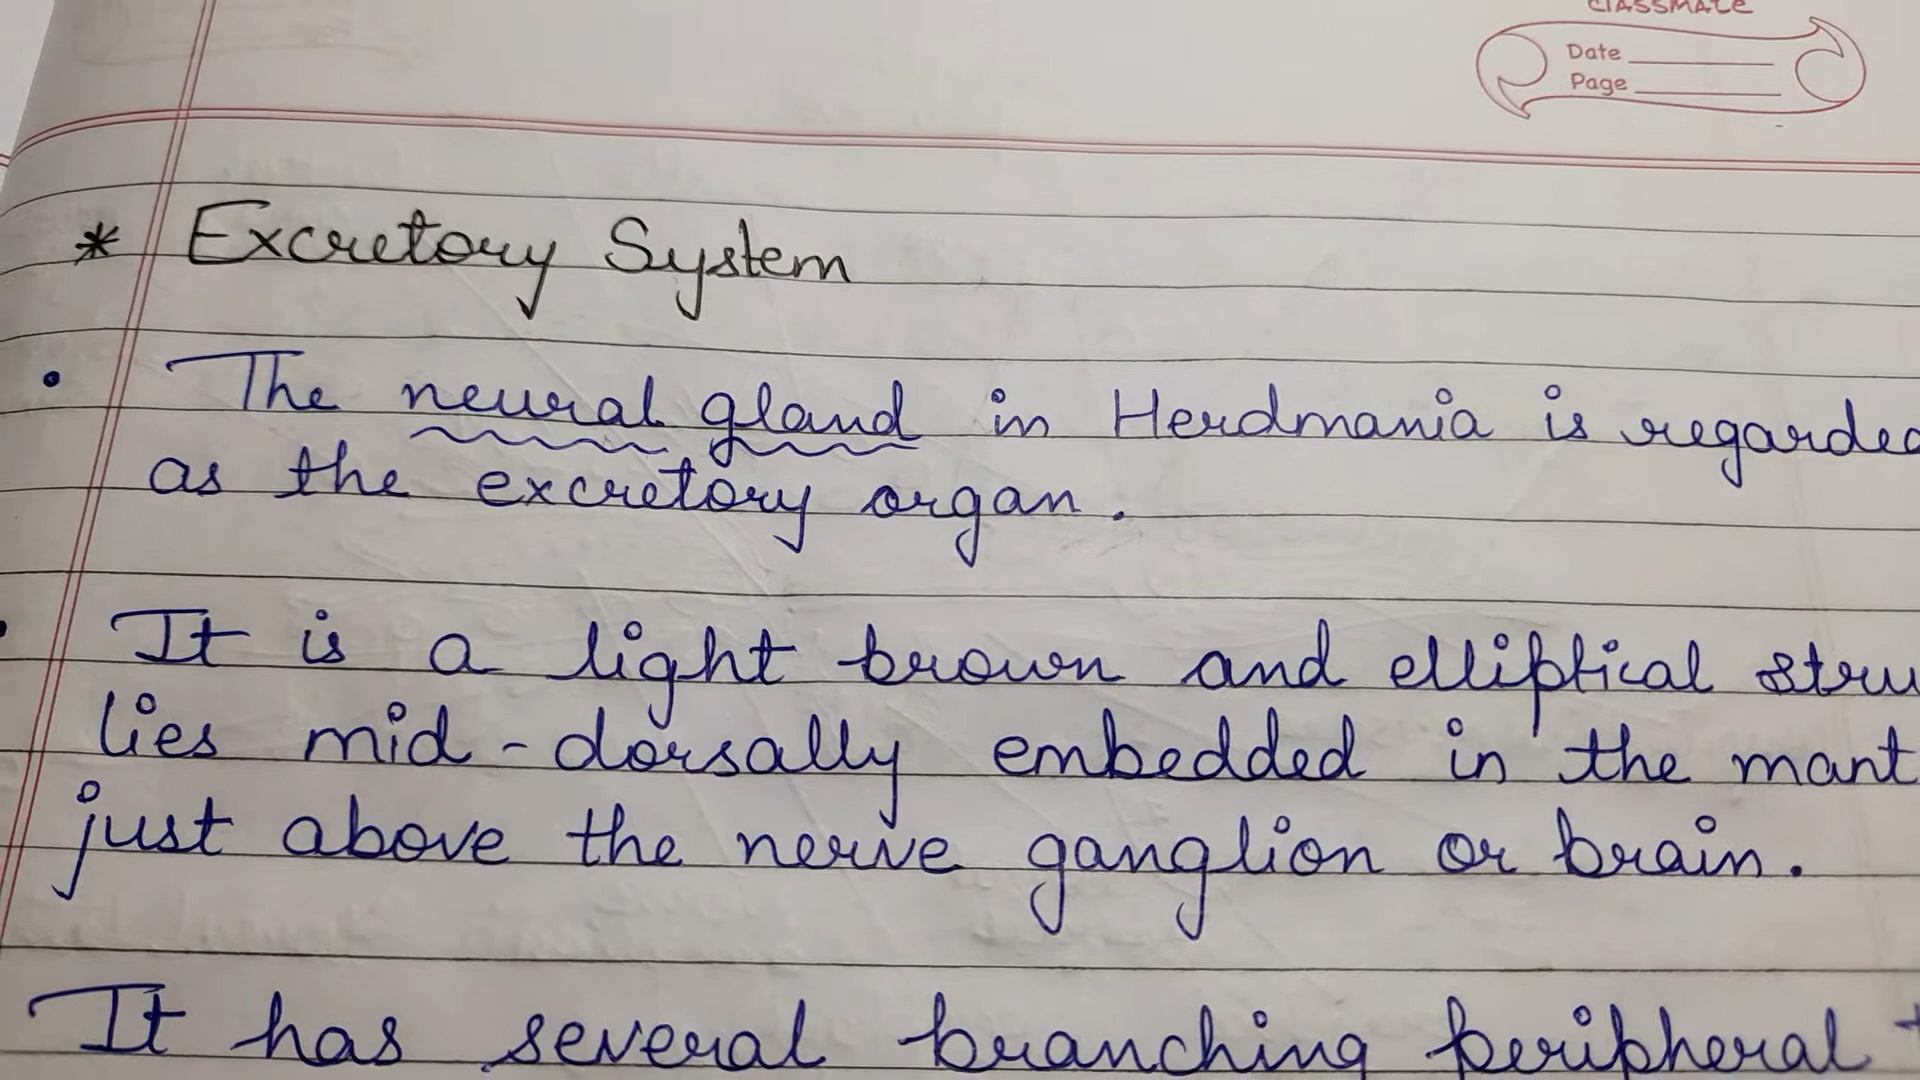 classmate
Date
Page
* Excretory System
• The neural gland in Herdmania is regarded
as the excretory organ.
• It is a light brown and elliptical stru
lies mid-dorsally embedded in the mant
just above the nerve ganglion or brain.
It has several branching peripheral t